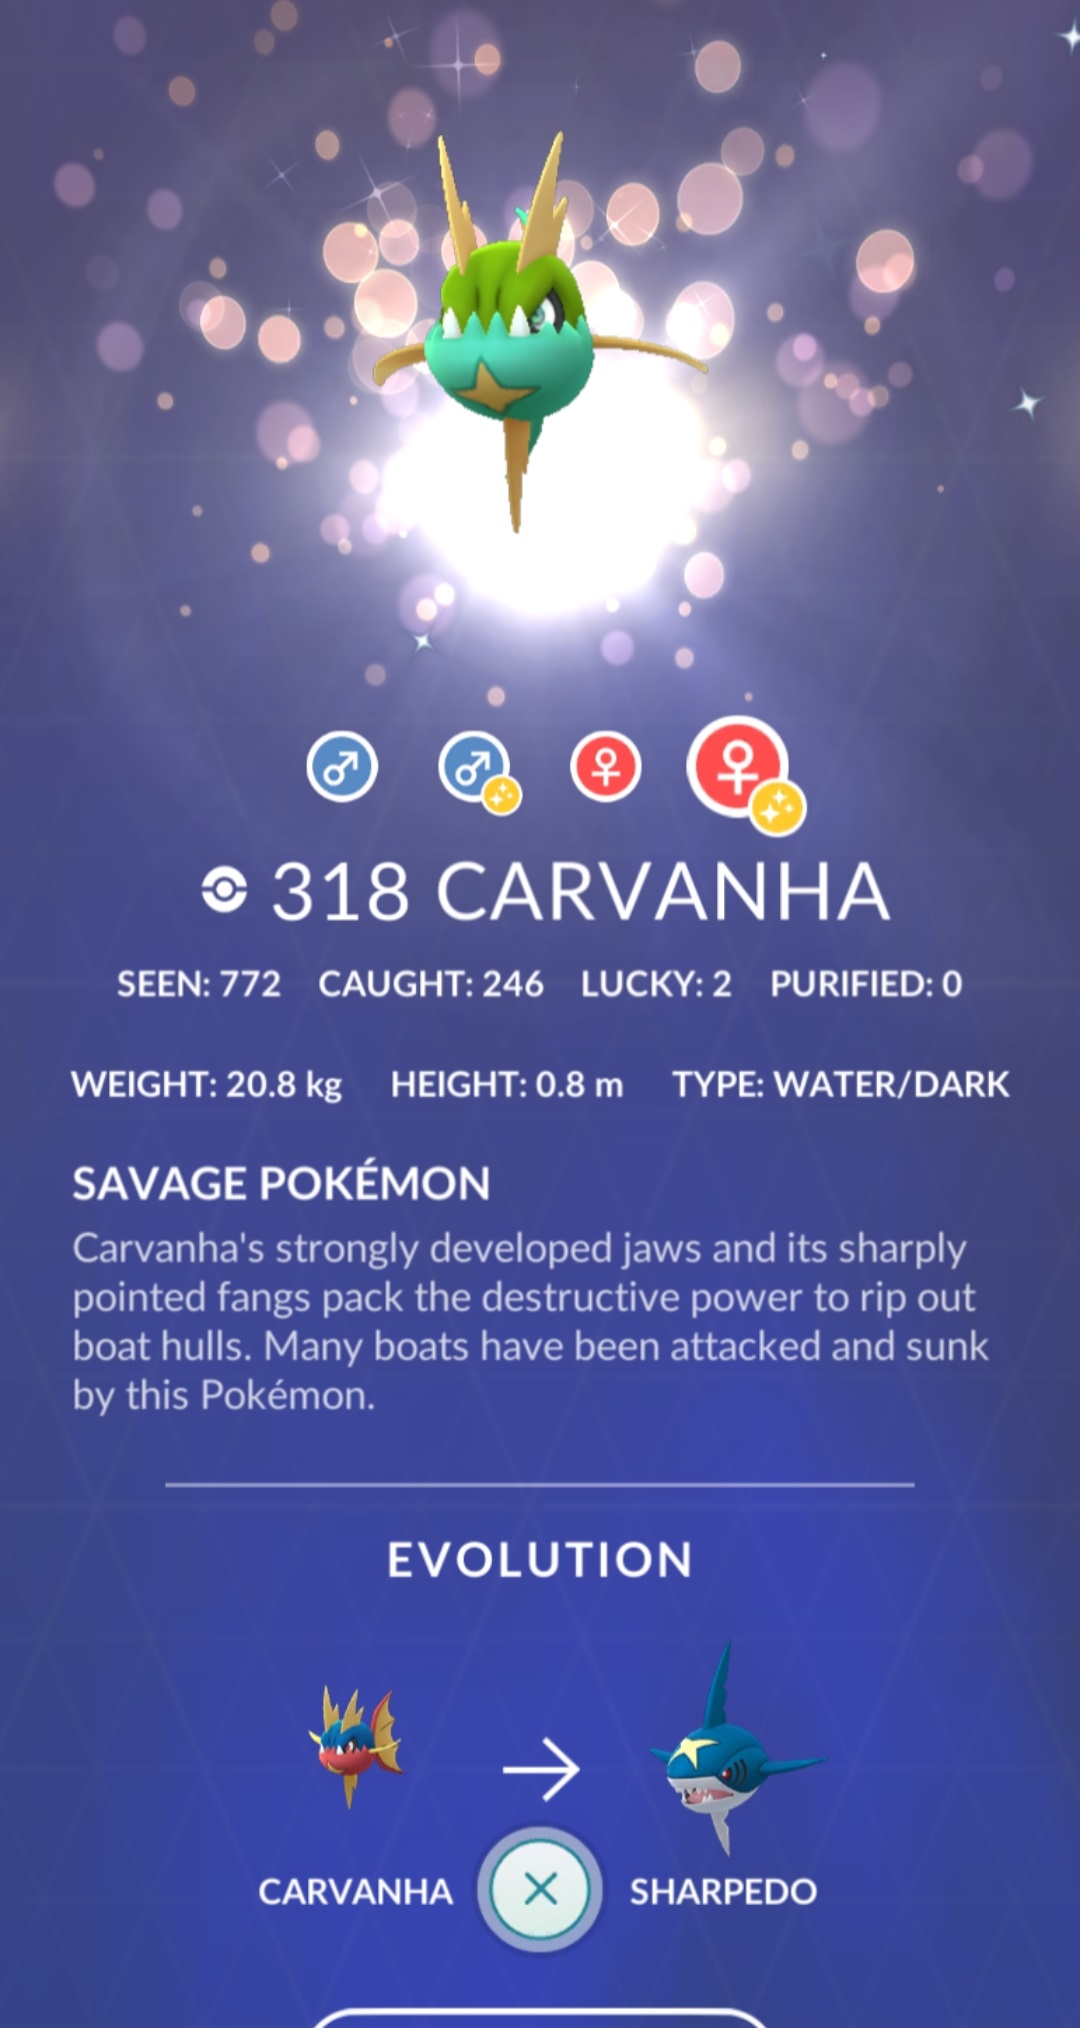 318 CARVANHA
SEEN: 772 CAUGHT: 246 LUCKY: 2 PURIFIED: 0
WEIGHT: 20.8 kg HEIGHT: 0.8 m TYPE: WATER/DARK
SAVAGE POKÉMON
Carvanha's strongly developed jaws and its sharply
pointed fangs pack the destructive power to rip out
boat hulls. Many boats have been attacked and sunk
by this Pokémon.
EVOLUTION
CARVANHA SHARPEDO